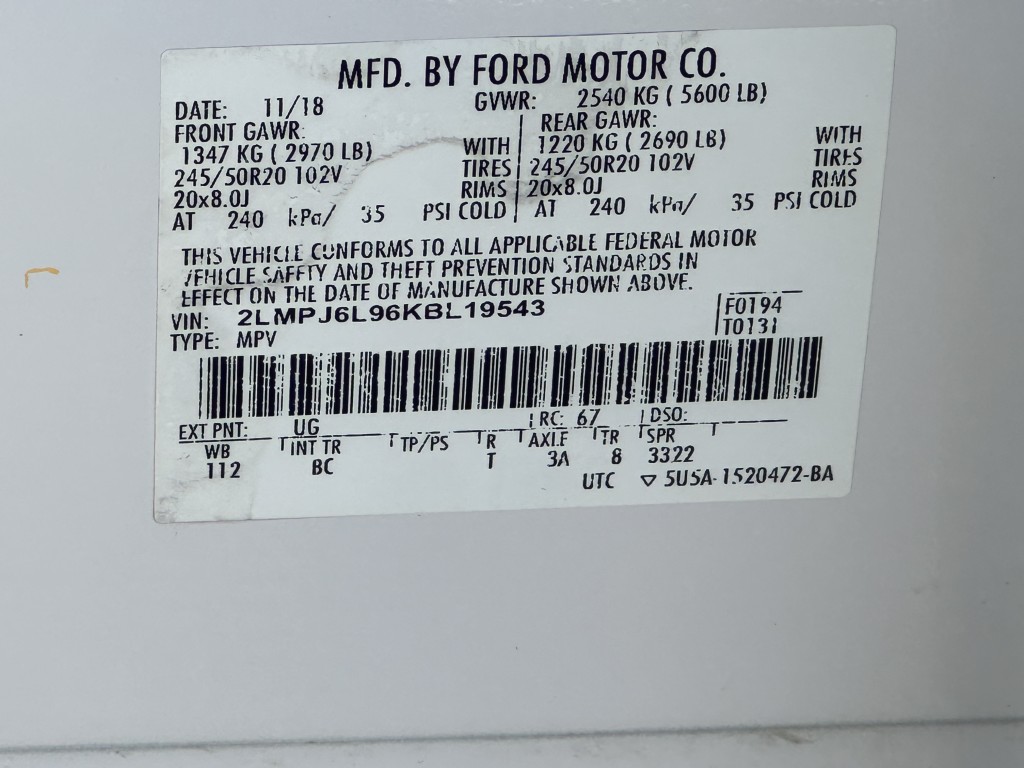 MFD. BY FORD MOTOR CO.
DATE: 11/18 GVWR: 2540 KG ( 5600 LB)
FRONT GAWR: REAR GAWR:
1347 KG ( 2970 LB) WITH 1220 KG ( 2690 LB) WITH
245/50R20 102V TIRES 245/50R20 102V TIRES
20x8.0J RIMS 20x8.0J RIMS
AT 240 kPa/ 35 PSI COLD AT 240 kPa/ 35 PSI COLD
THIS VEHICLE CONFORMS TO ALL APPLICABLE FEDERAL MOTOR
VEHICLE SAFETY AND THEFT PREVENTION STANDARDS IN
EFFECT ON THE DATE OF MANUFACTURE SHOWN ABOVE.
VIN: 2LMPJ6L96KBL19543 F0194
TYPE: MPV T0131
EXT PNT: UG RC: 67 DSO:
WB INT TR TP/PS R AXLE TR SPR
112 BC T 3A 8 3322
UTC ▽ 5U5A-1520472-BA